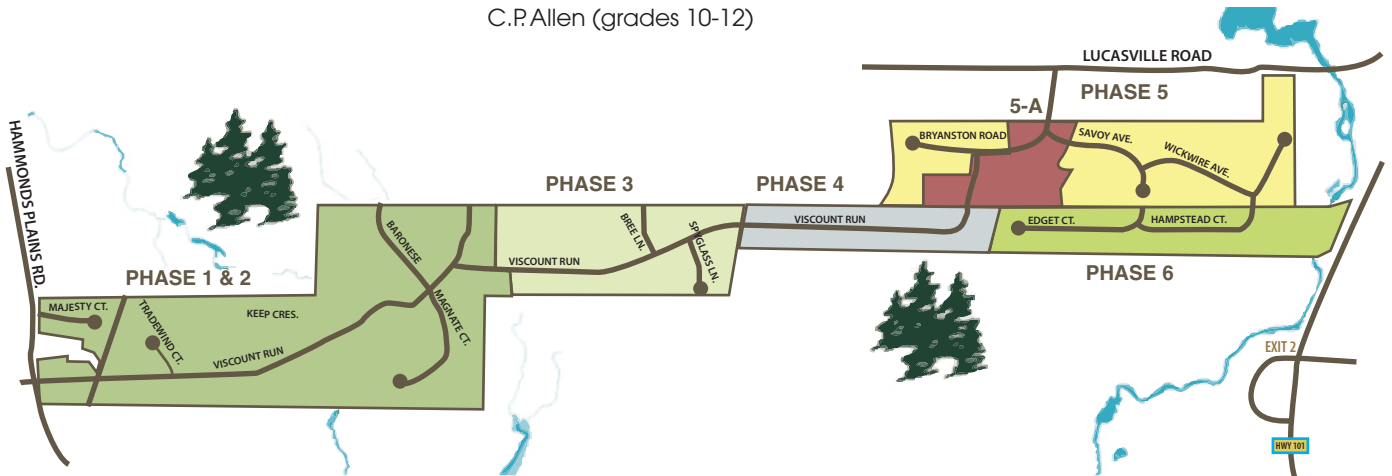 C.P. Allen (grades 10-12)
LUCASVILLE ROAD
PHASE 5
5-A
BRYANSTON ROAD
SAVOY AVE.
WICKWIRE AVE.
HAMMONDS PLAINS RD.
PHASE 3
PHASE 4
BARONESE
BREE LN.
SPYGLASS LN.
VISCOUNT RUN
EDGET CT.
HAMPSTEAD CT.
VISCOUNT RUN
PHASE 1 & 2
PHASE 6
MAJESTY CT.
TRADEWIND CT.
KEEP CRES.
MAGNATE CT.
VISCOUNT RUN
EXIT 2
HWY 101